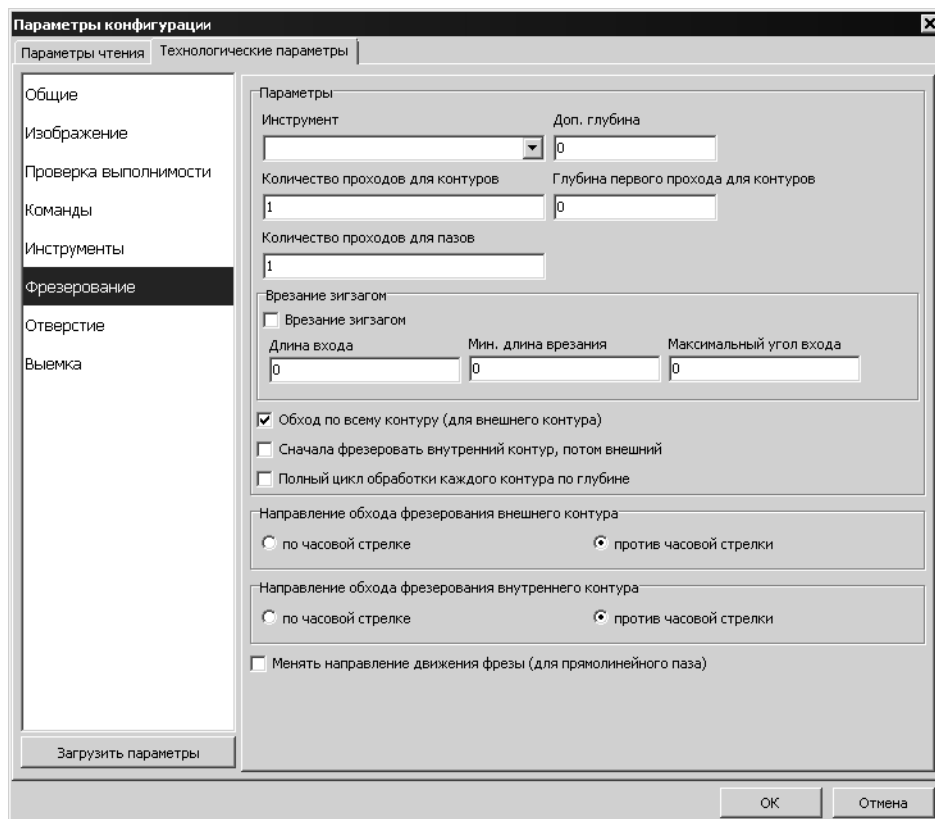 Параметры конфигурации
Параметры чтения Технологические параметры
Общие
Изображение
Проверка выполнимости
Команды
Инструменты
Фрезерование
Отверстие
Выемка
Загрузить параметры
Параметры
Инструмент Доп. глубина
0
Количество проходов для контуров Глубина первого прохода для контуров
1 0
Количество проходов для пазов
1
Врезание зигзагом
Врезание зигзагом
Длина входа Мин. длина врезания Максимальный угол входа
0 0 0
Обход по всему контуру (для внешнего контура)
Сначала фрезеровать внутренний контур, потом внешний
Полный цикл обработки каждого контура по глубине
Направление обхода фрезерования внешнего контура
по часовой стрелке против часовой стрелки
Направление обхода фрезерования внутреннего контура
по часовой стрелке против часовой стрелки
Менять направление движения фрезы (для прямолинейного паза)
ОК Отмена